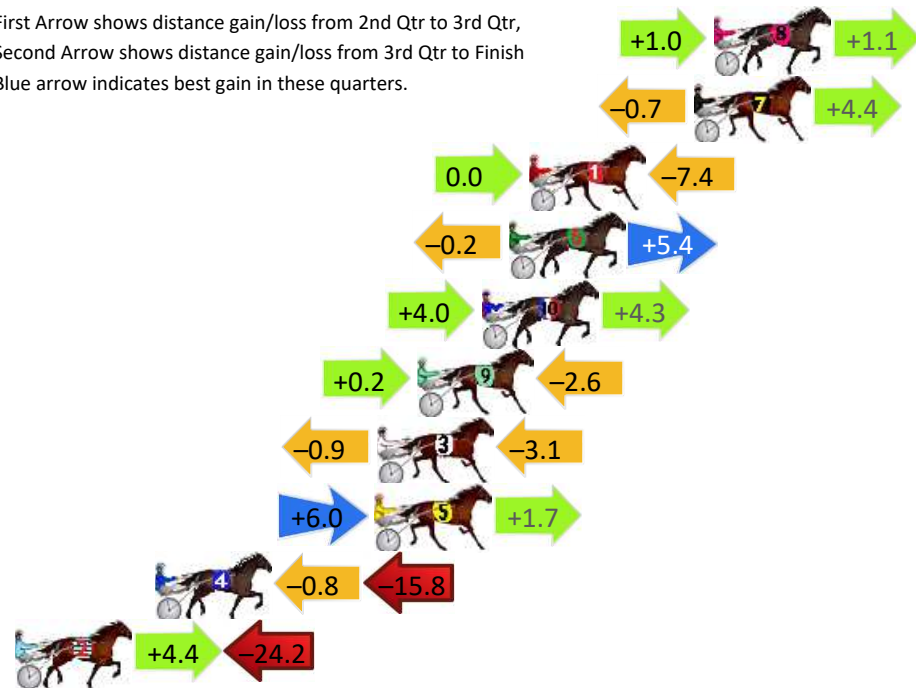 First Arrow shows distance gain/loss from 2nd Qtr to 3rd Qtr,
Second Arrow shows distance gain/loss from 3rd Qtr to Finish
Blue arrow indicates best gain in these quarters.
+1.0 8 +1.1
−0.7 7 +4.4
0.0 1 −7.4
−0.2 6 +5.4
+4.0 10 +4.3
+0.2 9 −2.6
−0.9 3 −3.1
+6.0 5 +1.7
4 −0.8 −15.8
2 +4.4 −24.2